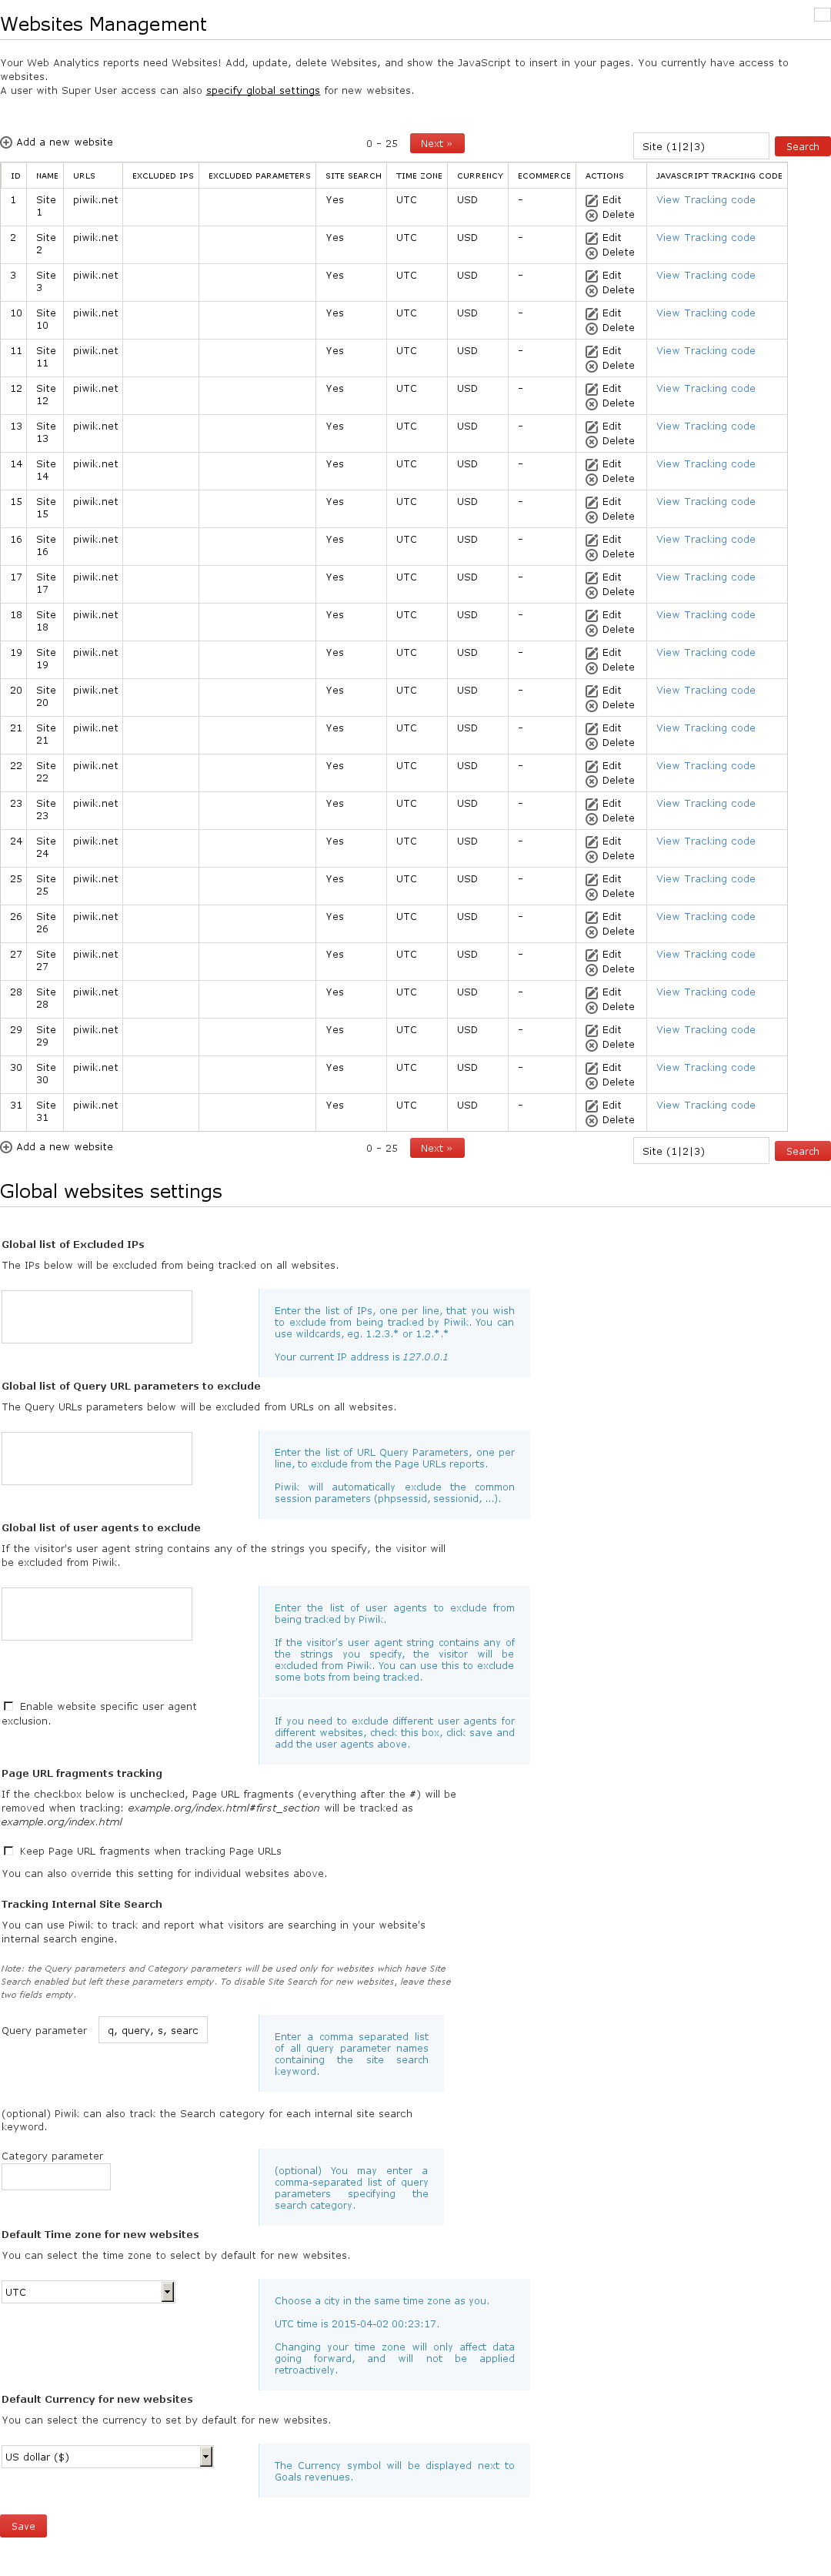 Websites Management
Your Web Analytics reports need Websites! Add, update, delete Websites, and show the JavaScript to insert in your pages. You currently have access to
websites.
A user with Super User access can also specify global settings for new websites.
Add a new website 0 - 25 Next » Site (1|2|3) Search
ID NAME URLS EXCLUDED IPS EXCLUDED PARAMETERS SITE SEARCH TIME ZONE CURRENCY ECOMMERCE ACTIONS JAVASCRIPT TRACKING CODE
1 Site piwik.net Yes UTC USD - Edit View Tracking code
1 Delete
2 Site piwik.net Yes UTC USD - Edit View Tracking code
2 Delete
3 Site piwik.net Yes UTC USD - Edit View Tracking code
3 Delete
10 Site piwik.net Yes UTC USD - Edit View Tracking code
10 Delete
11 Site piwik.net Yes UTC USD - Edit View Tracking code
11 Delete
12 Site piwik.net Yes UTC USD - Edit View Tracking code
12 Delete
13 Site piwik.net Yes UTC USD - Edit View Tracking code
13 Delete
14 Site piwik.net Yes UTC USD - Edit View Tracking code
14 Delete
15 Site piwik.net Yes UTC USD - Edit View Tracking code
15 Delete
16 Site piwik.net Yes UTC USD - Edit View Tracking code
16 Delete
17 Site piwik.net Yes UTC USD - Edit View Tracking code
17 Delete
18 Site piwik.net Yes UTC USD - Edit View Tracking code
18 Delete
19 Site piwik.net Yes UTC USD - Edit View Tracking code
19 Delete
20 Site piwik.net Yes UTC USD - Edit View Tracking code
20 Delete
21 Site piwik.net Yes UTC USD - Edit View Tracking code
21 Delete
22 Site piwik.net Yes UTC USD - Edit View Tracking code
22 Delete
23 Site piwik.net Yes UTC USD - Edit View Tracking code
23 Delete
24 Site piwik.net Yes UTC USD - Edit View Tracking code
24 Delete
25 Site piwik.net Yes UTC USD - Edit View Tracking code
25 Delete
26 Site piwik.net Yes UTC USD - Edit View Tracking code
26 Delete
27 Site piwik.net Yes UTC USD - Edit View Tracking code
27 Delete
28 Site piwik.net Yes UTC USD - Edit View Tracking code
28 Delete
29 Site piwik.net Yes UTC USD - Edit View Tracking code
29 Delete
30 Site piwik.net Yes UTC USD - Edit View Tracking code
30 Delete
31 Site piwik.net Yes UTC USD - Edit View Tracking code
31 Delete
Add a new website 0 - 25 Next » Site (1|2|3) Search
Global websites settings
Global list of Excluded IPs
The IPs below will be excluded from being tracked on all websites.
Enter the list of IPs, one per line, that you wish
to exclude from being tracked by Piwik. You can
use wildcards, eg. 1.2.3.* or 1.2.*.*
Your current IP address is 127.0.0.1
Global list of Query URL parameters to exclude
The Query URLs parameters below will be excluded from URLs on all websites.
Enter the list of URL Query Parameters, one per
line, to exclude from the Page URLs reports.
Piwik will automatically exclude the common
session parameters (phpsessid, sessionid, ...).
Global list of user agents to exclude
If the visitor's user agent string contains any of the strings you specify, the visitor will
be excluded from Piwik.
Enter the list of user agents to exclude from
being tracked by Piwik.
If the visitor's user agent string contains any of
the strings you specify, the visitor will be
excluded from Piwik. You can use this to exclude
some bots from being tracked.
Enable website specific user agent
exclusion.
If you need to exclude different user agents for
different websites, check this box, click save and
add the user agents above.
Page URL fragments tracking
If the checkbox below is unchecked, Page URL fragments (everything after the #) will be
removed when tracking: example.org/index.html#first_section will be tracked as
example.org/index.html
Keep Page URL fragments when tracking Page URLs
You can also override this setting for individual websites above.
Tracking Internal Site Search
You can use Piwik to track and report what visitors are searching in your website's
internal search engine.
Note: the Query parameters and Category parameters will be used only for websites which have Site
Search enabled but left these parameters empty. To disable Site Search for new websites, leave these
two fields empty.
Query parameter q, query, s, searc
Enter a comma separated list
of all query parameter names
containing the site search
keyword.
(optional) Piwik can also track the Search category for each internal site search
keyword.
Category parameter
(optional) You may enter a
comma-separated list of query
parameters specifying the
search category.
Default Time zone for new websites
You can select the time zone to select by default for new websites.
UTC
Choose a city in the same time zone as you.
UTC time is 2015-04-02 00:23:17.
Changing your time zone will only affect data
going forward, and will not be applied
retroactively.
Default Currency for new websites
You can select the currency to set by default for new websites.
US dollar ($)
The Currency symbol will be displayed next to
Goals revenues.
Save